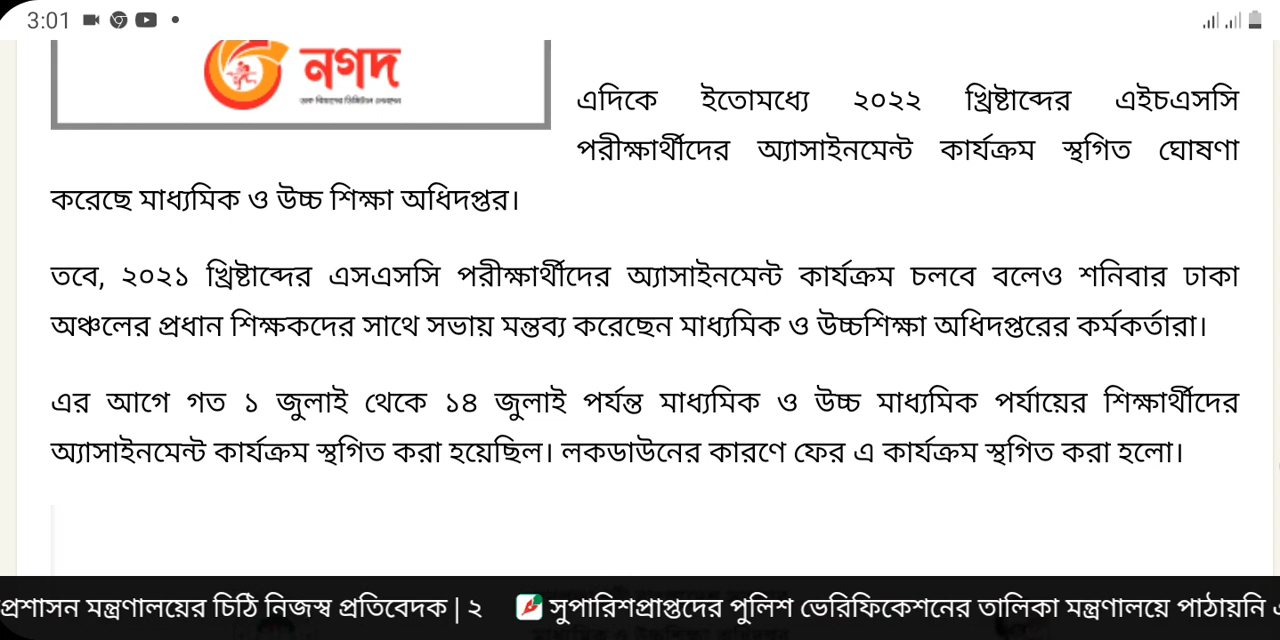 3:01
নগদ
এদিকে ইতোমধ্যে ২০২২ খ্রিষ্টাব্দের এইচএসসি
পরীক্ষার্থীদের অ্যাসাইনমেন্ট কার্যক্রম স্থগিত ঘোষণা
করেছে মাধ্যমিক ও উচ্চ শিক্ষা অধিদপ্তর।
তবে, ২০২১ খ্রিষ্টাব্দের এসএসসি পরীক্ষার্থীদের অ্যাসাইনমেন্ট কার্যক্রম চলবে বলেও শনিবার ঢাকা
অঞ্চলের প্রধান শিক্ষকদের সাথে সভায় মন্তব্য করেছেন মাধ্যমিক ও উচ্চশিক্ষা অধিদপ্তরের কর্মকর্তারা।
এর আগে গত ১ জুলাই থেকে ১৪ জুলাই পর্যন্ত মাধ্যমিক ও উচ্চ মাধ্যমিক পর্যায়ের শিক্ষার্থীদের
অ্যাসাইনমেন্ট কার্যক্রম স্থগিত করা হয়েছিল। লকডাউনের কারণে ফের এ কার্যক্রম স্থগিত করা হলো।
প্রশাসন মন্ত্রণালয়ের চিঠি নিজস্ব প্রতিবেদক | ২ সুপারিশপ্রাপ্তদের পুলিশ ভেরিফিকেশনের তালিকা মন্ত্রণালয়ে পাঠায়নি